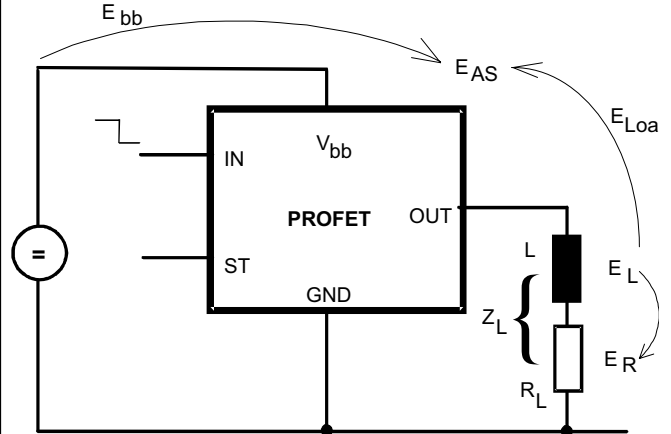 E bb
E AS
E Loa
V bb
IN
PROFET
OUT
ST
GND
=
L
E L
Z L
{
E R
R L